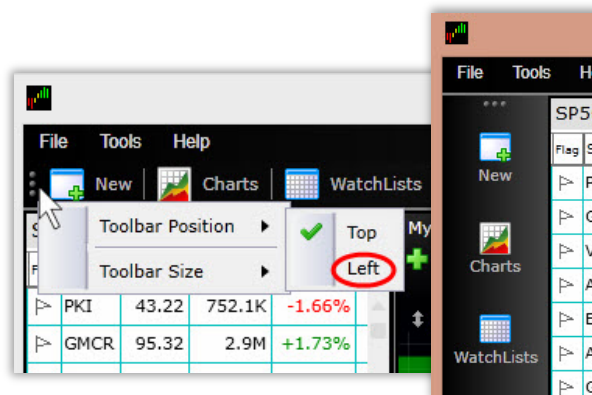 File Tools Help
New Charts WatchLists
Toolbar Position
Top
Toolbar Size
Left
My
PKI 43.22 752.1K -1.66%
GMCR 95.32 2.9M +1.73%
File Tools H
SP5
Flag S
New
Charts
WatchLists